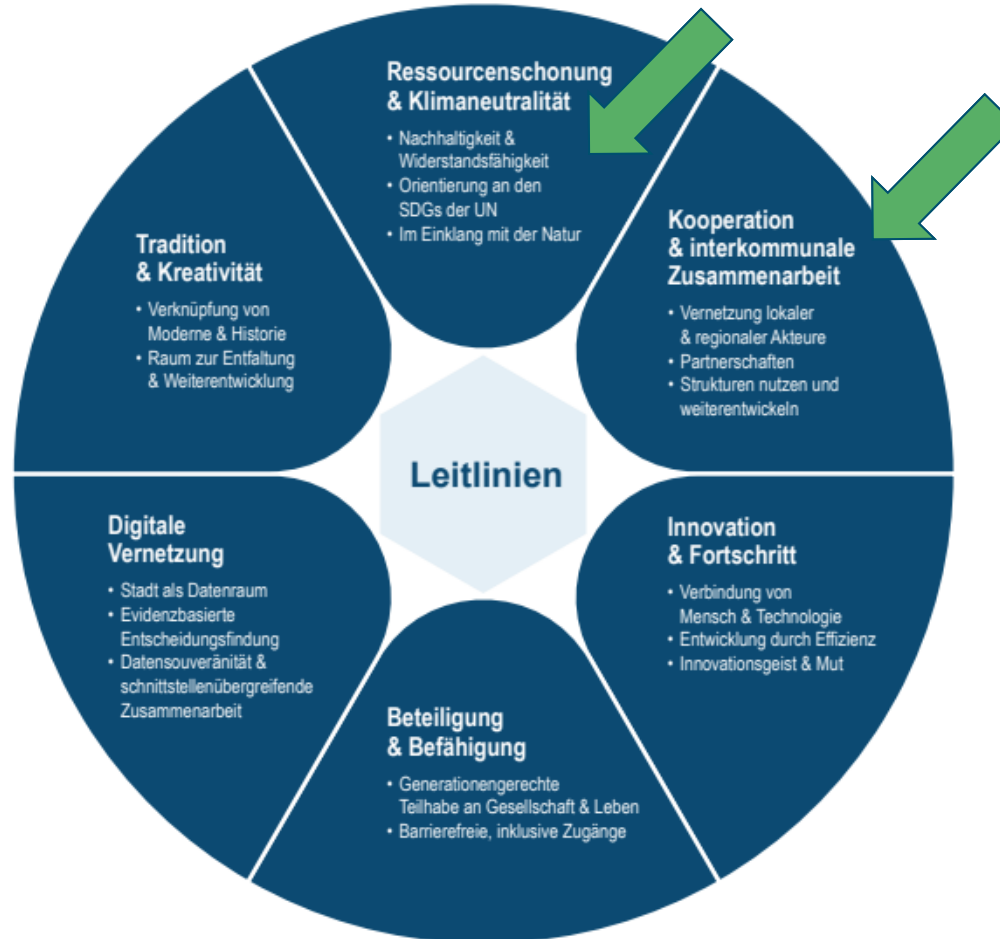 Ressourcenschonung
& Klimaneutralität
• Nachhaltigkeit &
Widerstandsfähigkeit
• Orientierung an den
SDGs der UN
• Im Einklang mit der Natur
Kooperation
& interkommunale
Zusammenarbeit
• Vernetzung lokaler
& regionaler Akteure
• Partnerschaften
• Strukturen nutzen und
weiterentwickeln
Innovation
& Fortschritt
• Verbindung von
Mensch & Technologie
• Entwicklung durch Effizienz
• Innovationsgeist & Mut
Beteiligung
& Befähigung
• Generationengerechte
Teilhabe an Gesellschaft & Leben
• Barrierefreie, inklusive Zugänge
Digitale
Vernetzung
• Stadt als Datenraum
• Evidenzbasierte
Entscheidungsfindung
• Datensouveränität &
schnittstellenübergreifende
Zusammenarbeit
Tradition
& Kreativität
• Verknüpfung von
Moderne & Historie
• Raum zur Entfaltung
& Weiterentwicklung
Leitlinien